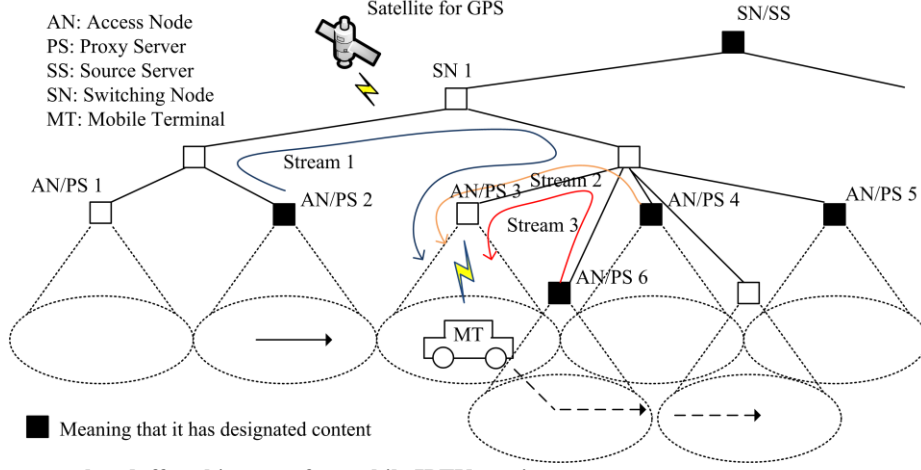 Satellite for GPS
SN/SS
AN: Access Node
PS: Proxy Server
SS: Source Server
SN: Switching Node
MT: Mobile Terminal
SN 1
Stream 1
AN/PS 1
AN/PS 2
AN/PS 3
Stream 2
AN/PS 4
AN/PS 5
Stream 3
AN/PS 6
MT
Meaning that it has designated content